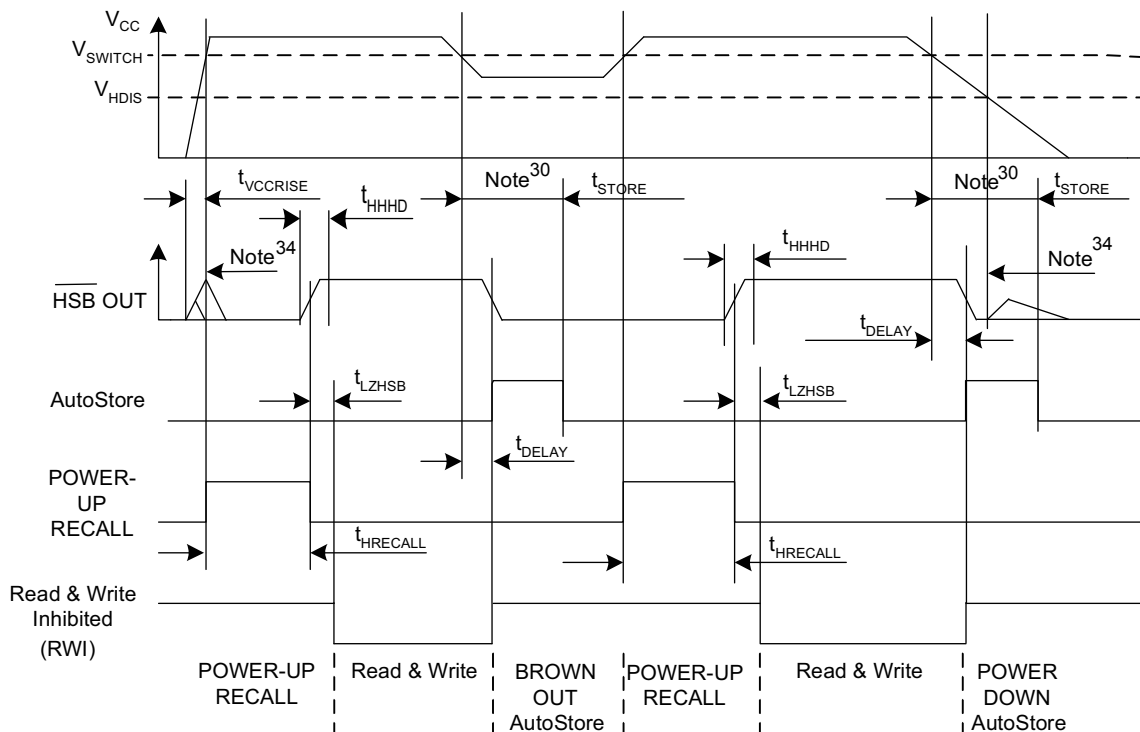 VCC
VSWITCH
VHDIS
tVCCRISE
tHHHD
Note30
tSTORE
Note30
tSTORE
Note34
tHHHD
Note34
HSB OUT
tDELAY
tLZHSB
tLZHSB
AutoStore
tDELAY
POWER-
UP
RECALL
tHRECALL
tHRECALL
Read & Write
Inhibited
(RWI)
POWER-UP
RECALL
Read & Write
BROWN
OUT
AutoStore
POWER-UP
RECALL
Read & Write
POWER
DOWN
AutoStore